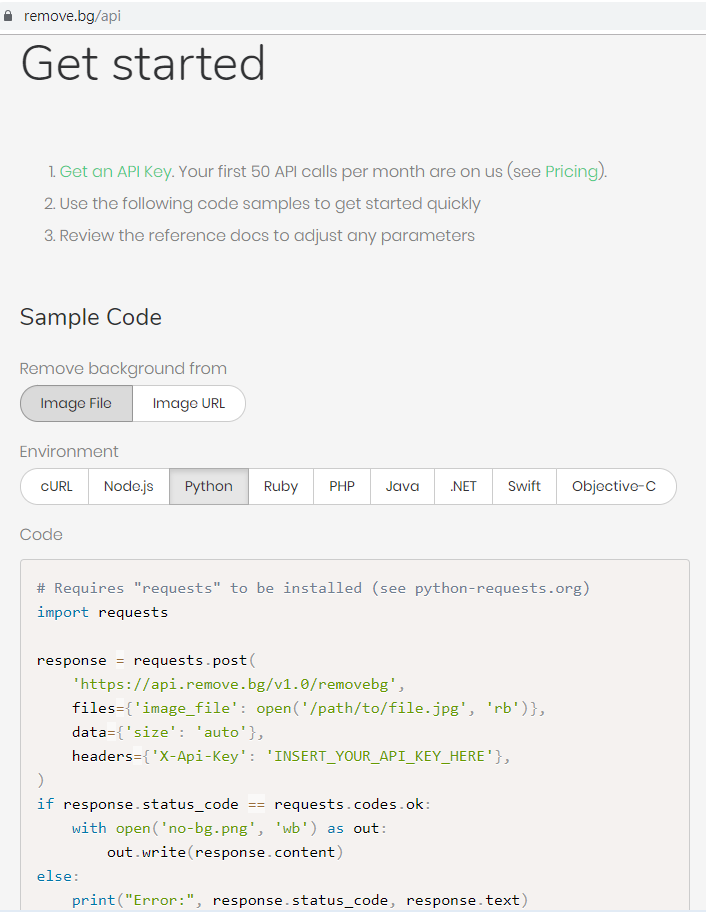 remove.bg/api
Get started
1. Get an API Key. Your first 50 API calls per month are on us (see Pricing).
2. Use the following code samples to get started quickly
3. Review the reference docs to adjust any parameters
Sample Code
Remove background from
Image File Image URL
Environment
cURL Node.js Python Ruby PHP Java .NET Swift Objective-C
Code
# Requires "requests" to be installed (see python-requests.org)
import requests
response = requests.post(
    'https://api.remove.bg/v1.0/removebg',
    files={'image_file': open('/path/to/file.jpg', 'rb')},
    data={'size': 'auto'},
    headers={'X-Api-Key': 'INSERT_YOUR_API_KEY_HERE'},
)
if response.status_code == requests.codes.ok:
    with open('no-bg.png', 'wb') as out:
        out.write(response.content)
else:
    print("Error:", response.status_code, response.text)